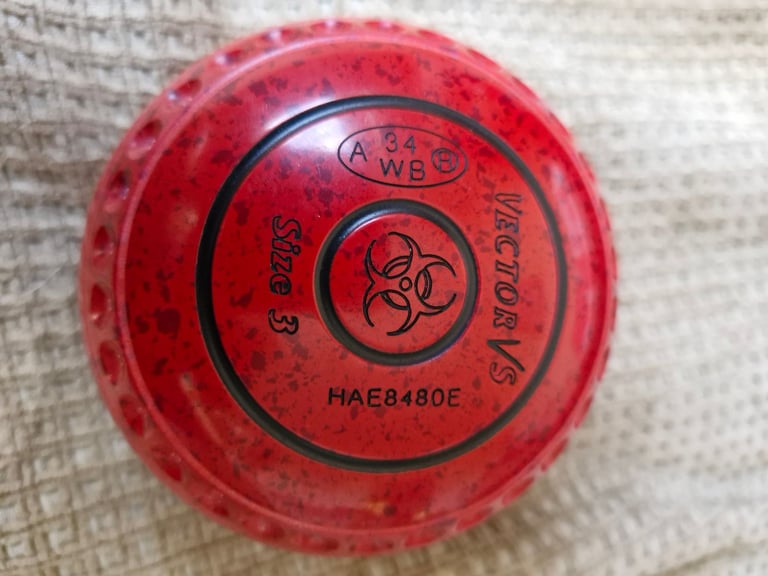 A 34 ®
WB
VECTOR VS
Size 3
HAE8480E